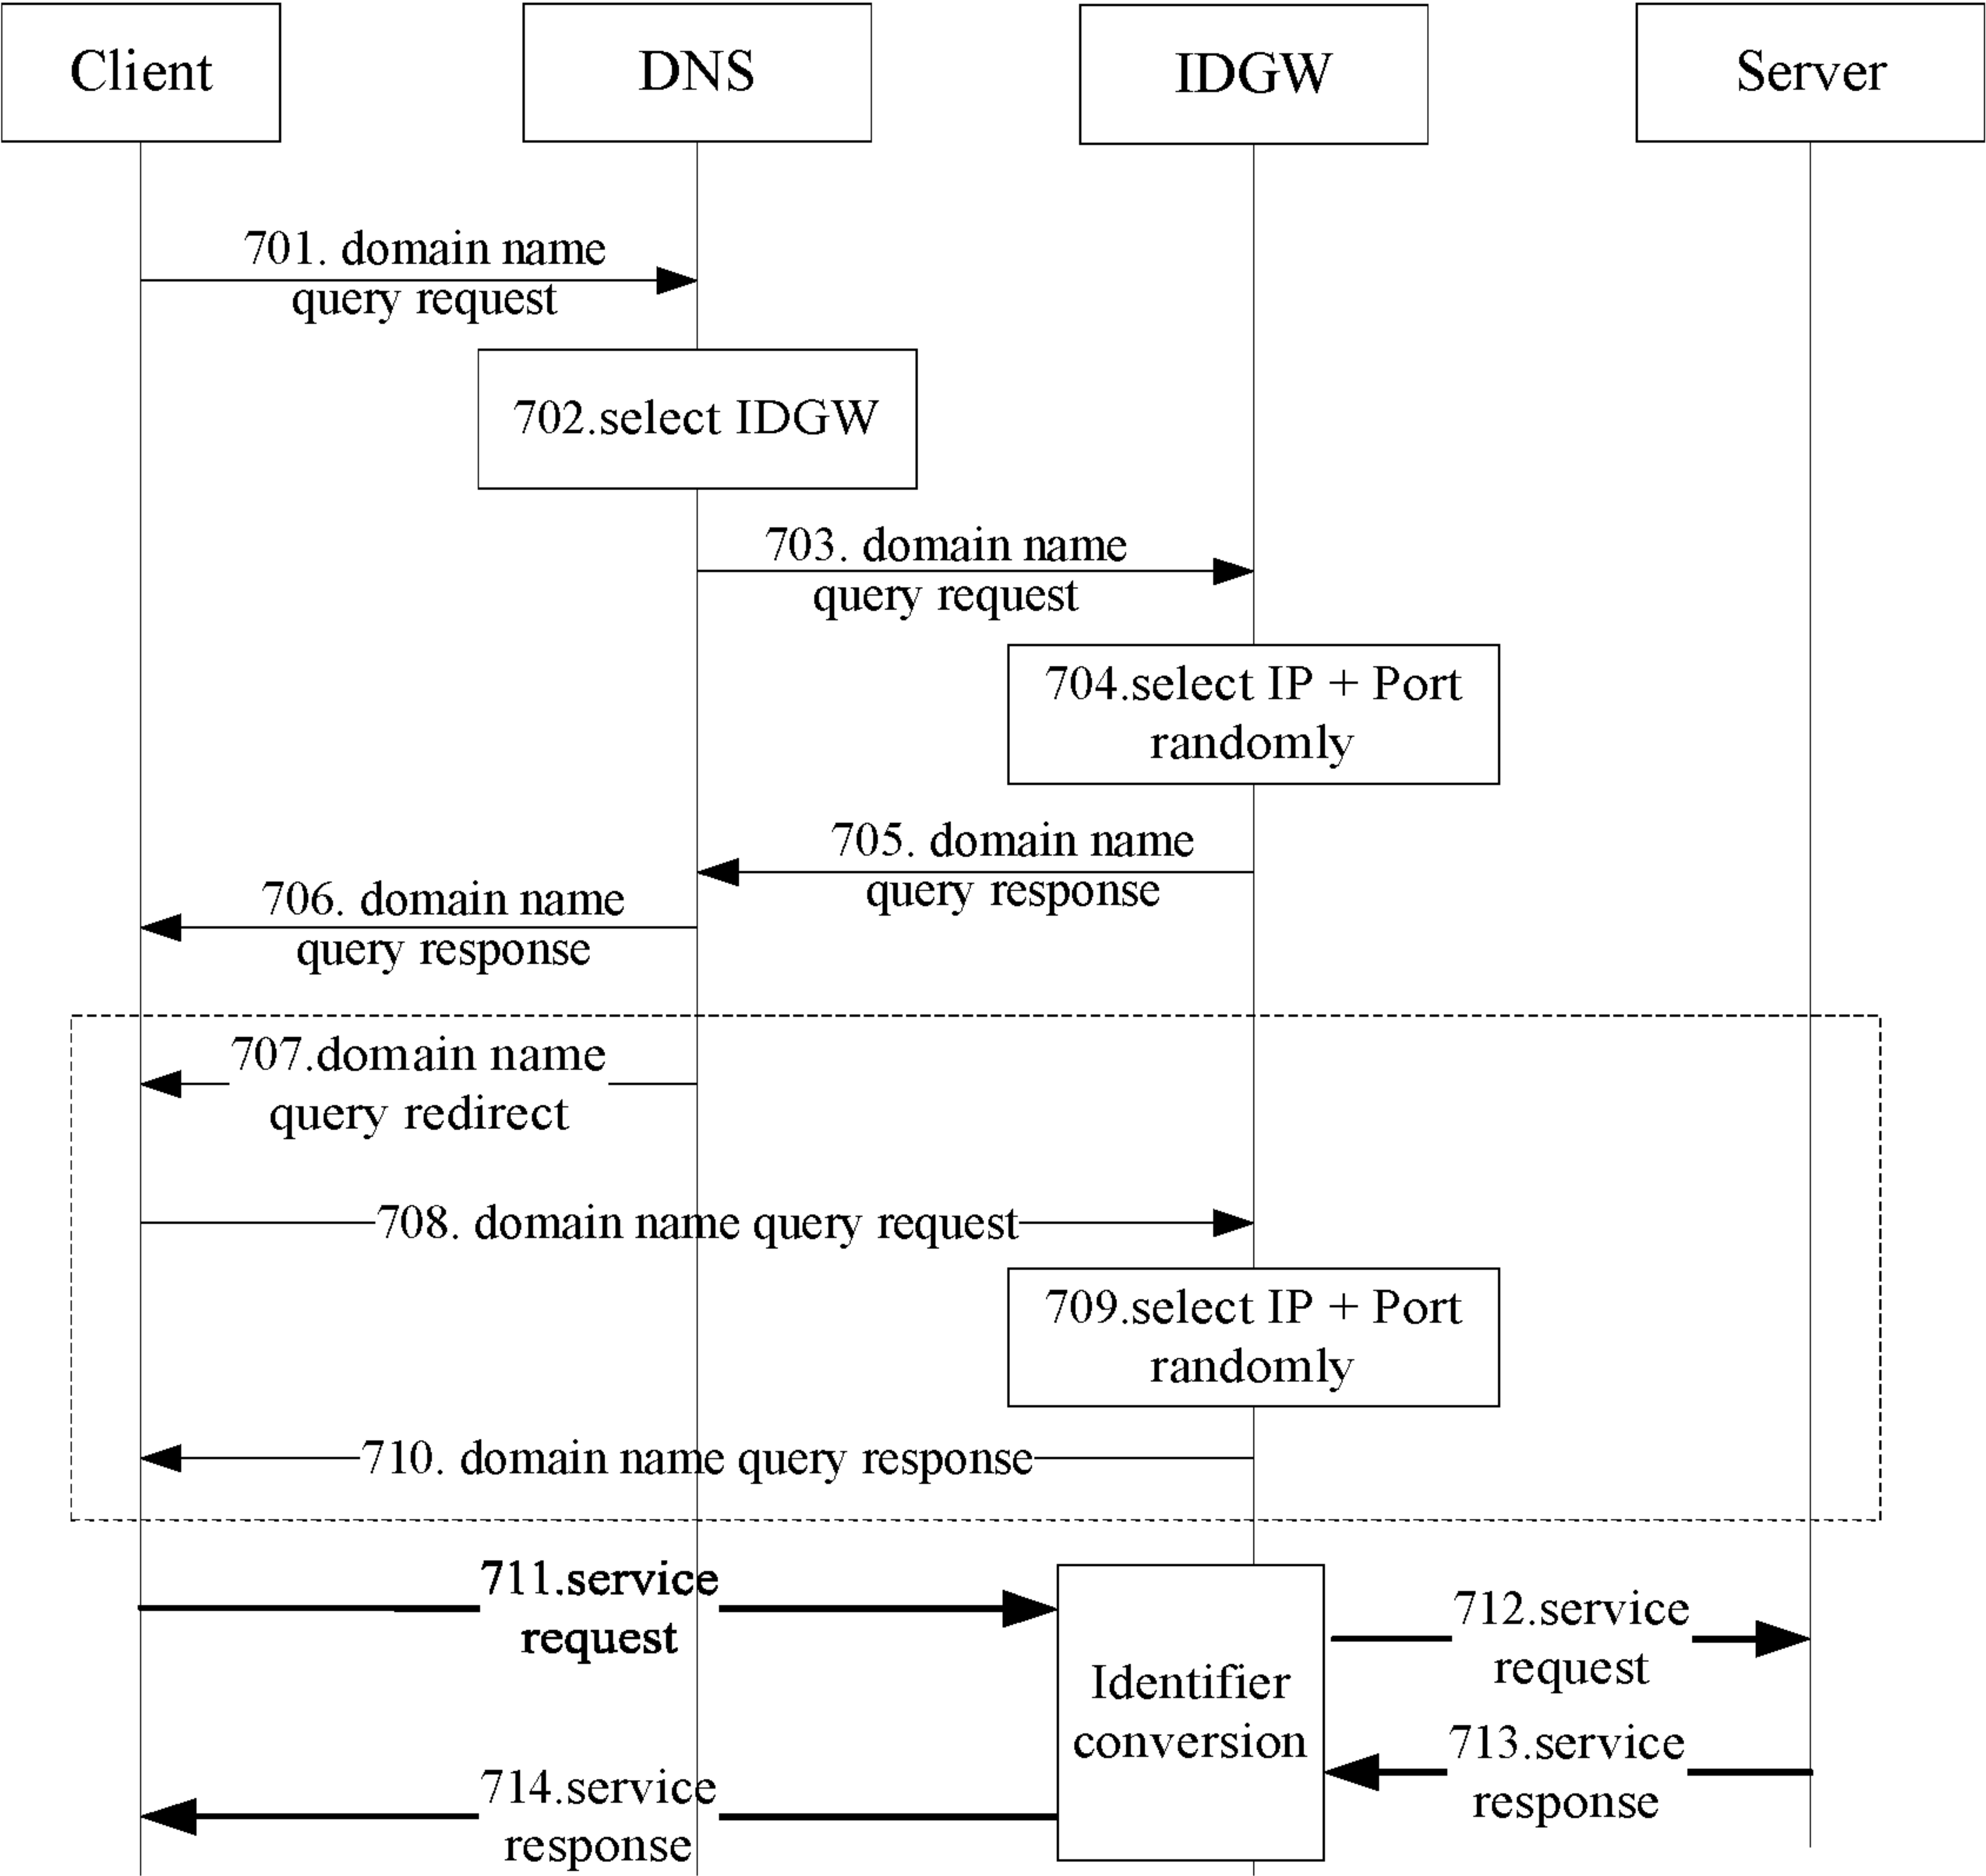 Client
DNS
IDGW
Server
701. domain name
query request
702.select IDGW
703. domain name
query request
704.select IP + Port
randomly
705. domain name
query response
706. domain name
query response
707.domain name
query redirect
708. domain name query request
709.select IP + Port
randomly
710. domain name query response
711.service
request
Identifier
conversion
712.service
request
713.service
response
714.service
response